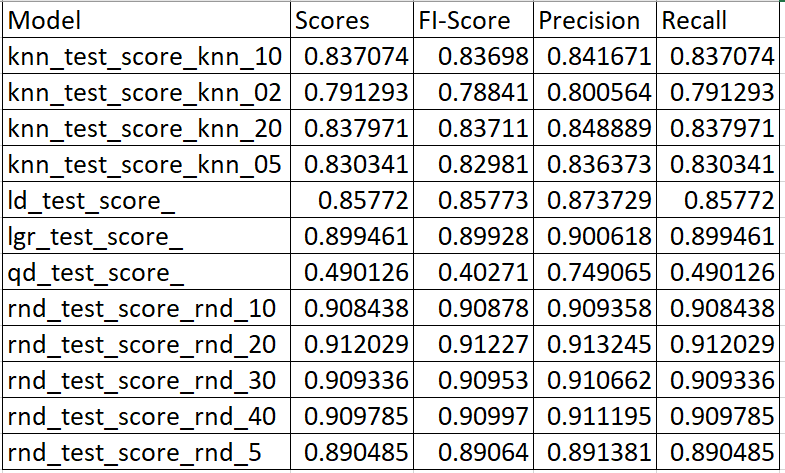 Model Scores FI-Score Precision Recall
knn_test_score_knn_10 0.837074 0.83698 0.841671 0.837074
knn_test_score_knn_02 0.791293 0.78841 0.800564 0.791293
knn_test_score_knn_20 0.837971 0.83711 0.848889 0.837971
knn_test_score_knn_05 0.830341 0.82981 0.836373 0.830341
ld_test_score_ 0.85772 0.85773 0.873729 0.85772
lgr_test_score_ 0.899461 0.89928 0.900618 0.899461
qd_test_score_ 0.490126 0.40271 0.749065 0.490126
rnd_test_score_rnd_10 0.908438 0.90878 0.909358 0.908438
rnd_test_score_rnd_20 0.912029 0.91227 0.913245 0.912029
rnd_test_score_rnd_30 0.909336 0.90953 0.910662 0.909336
rnd_test_score_rnd_40 0.909785 0.90997 0.911195 0.909785
rnd_test_score_rnd_5 0.890485 0.89064 0.891381 0.890485